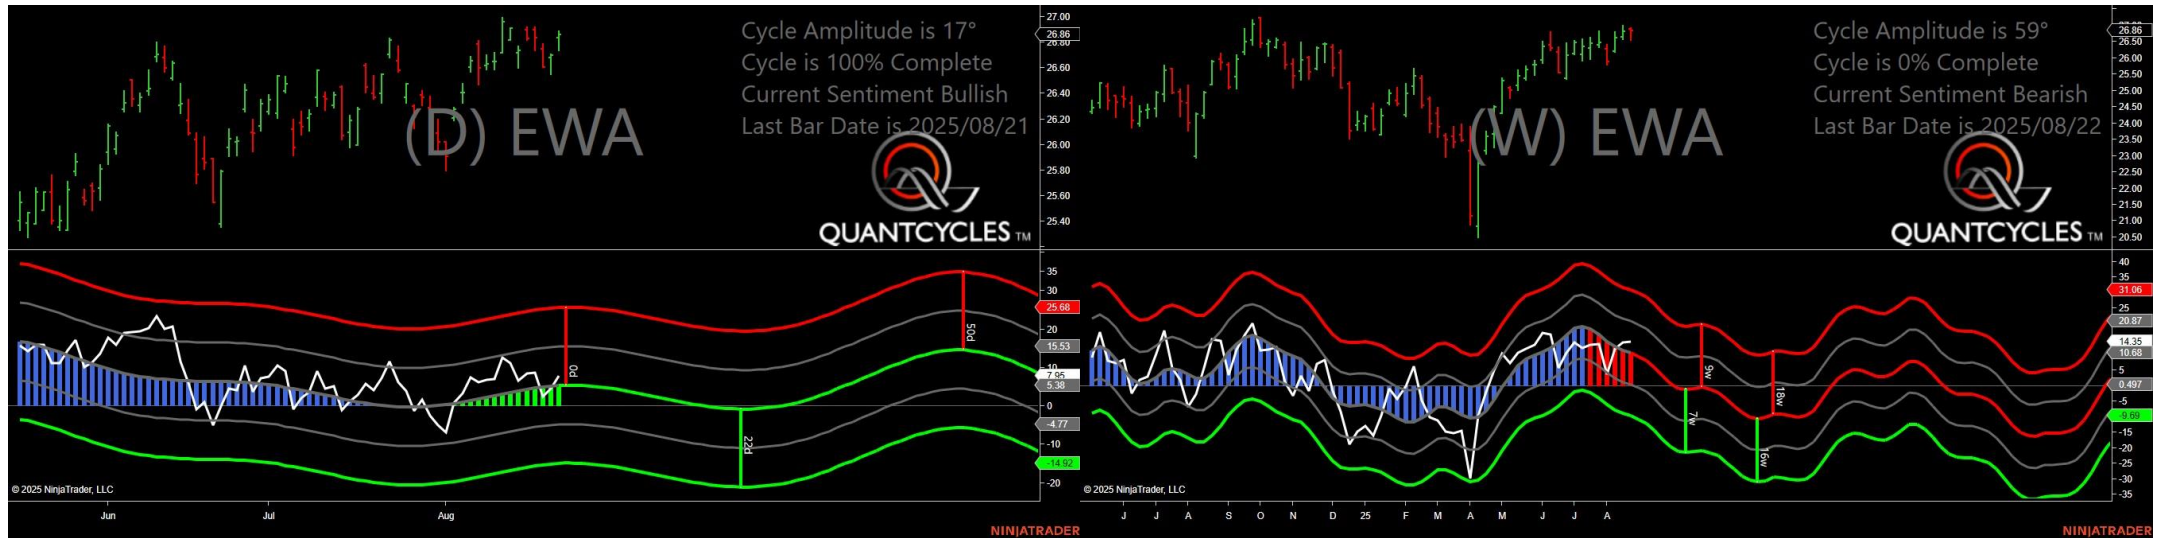 Cycle Amplitude is 17°
Cycle is 100% Complete
Current Sentiment Bullish
Last Bar Date is 2025/08/21
(D) EWA
QUANTCYCLES TM
27.00
26.86
26.80
26.60
26.40
26.20
26.00
25.80
25.60
25.40
35
30
25.68
20
15.53
10
7.95
5.38
0
-4.77
-10
-14.92
-20
0d
22d
50d
© 2025 NinjaTrader, LLC
Jun
Jul
Aug
NINJATRADER
Cycle Amplitude is 59°
Cycle is 0% Complete
Current Sentiment Bearish
Last Bar Date is 2025/08/22
(W) EWA
QUANTCYCLES TM
26.86
26.50
26.00
25.50
25.00
24.50
24.00
23.50
23.00
22.50
22.00
21.50
21.00
20.50
40
35
31.06
25
20.87
14.35
10.68
5
0.497
-5
-9.69
-15
-20
-25
-30
-35
9w
7w
18w
16w
© 2025 NinjaTrader, LLC
J
J
A
S
O
N
D
25
F
M
A
M
J
J
A
NINJATRADER